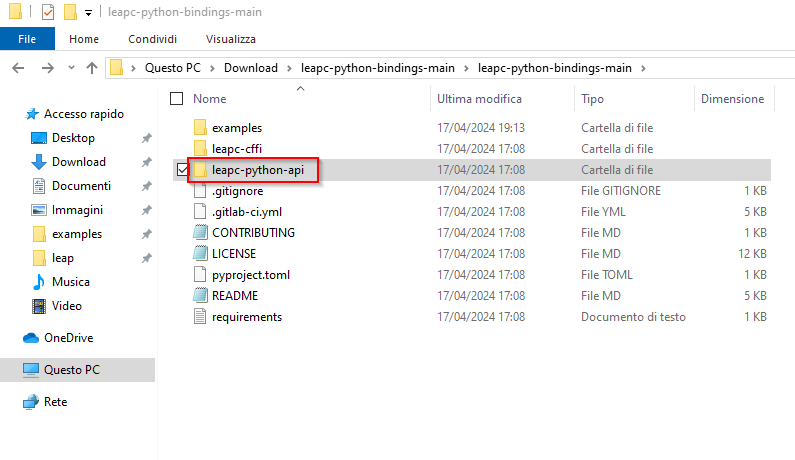 leapc-python-bindings-main
File Home Condividi Visualizza
Questo PC Download leapc-python-bindings-main leapc-python-bindings-main
Nome Ultima modifica Tipo Dimensione
Accesso rapido
Desktop
Download
Documenti
Immagini
examples
leap
Musica
Video
OneDrive
Questo PC
Rete
examples 17/04/2024 19:13 Cartella di file
leapc-cffi 17/04/2024 17:08 Cartella di file
leapc-python-api 17/04/2024 17:08 Cartella di file
.gitignore 17/04/2024 17:08 File GITIGNORE 1 KB
.gitlab-ci.yml 17/04/2024 17:08 File YML 5 KB
CONTRIBUTING 17/04/2024 17:08 File MD 1 KB
LICENSE 17/04/2024 17:08 File MD 12 KB
pyproject.toml 17/04/2024 17:08 File TOML 1 KB
README 17/04/2024 17:08 File MD 5 KB
requirements 17/04/2024 17:08 Documento di testo 1 KB